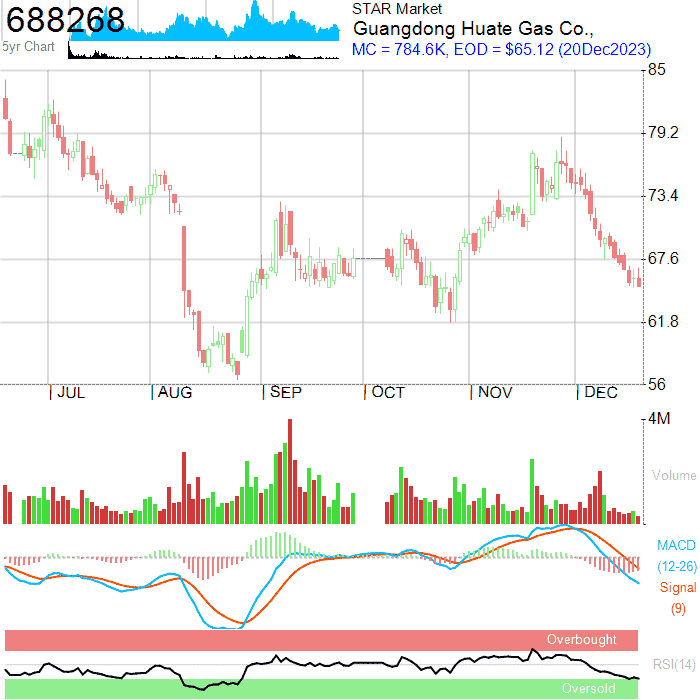 688268
5yr Chart
STAR Market
Guangdong Huate Gas Co.,
MC = 784.6K, EOD = $65.12 (20Dec2023)
85
79.2
73.4
67.6
61.8
56
JUL AUG SEP OCT NOV DEC
4M
Volume
MACD
(12-26)
Signal
(9)
Overbought
RSI(14)
Oversold